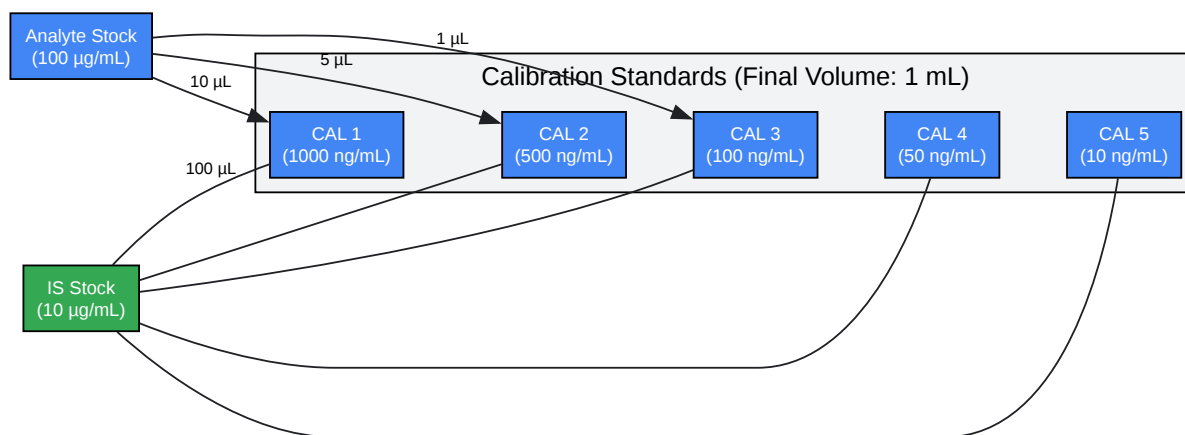 Analyte Stock
(100 µg/mL)
1 µL
5 µL
10 µL
Calibration Standards (Final Volume: 1 mL)
CAL 1
(1000 ng/mL)
CAL 2
(500 ng/mL)
CAL 3
(100 ng/mL)
CAL 4
(50 ng/mL)
CAL 5
(10 ng/mL)
100 µL
IS Stock
(10 µg/mL)